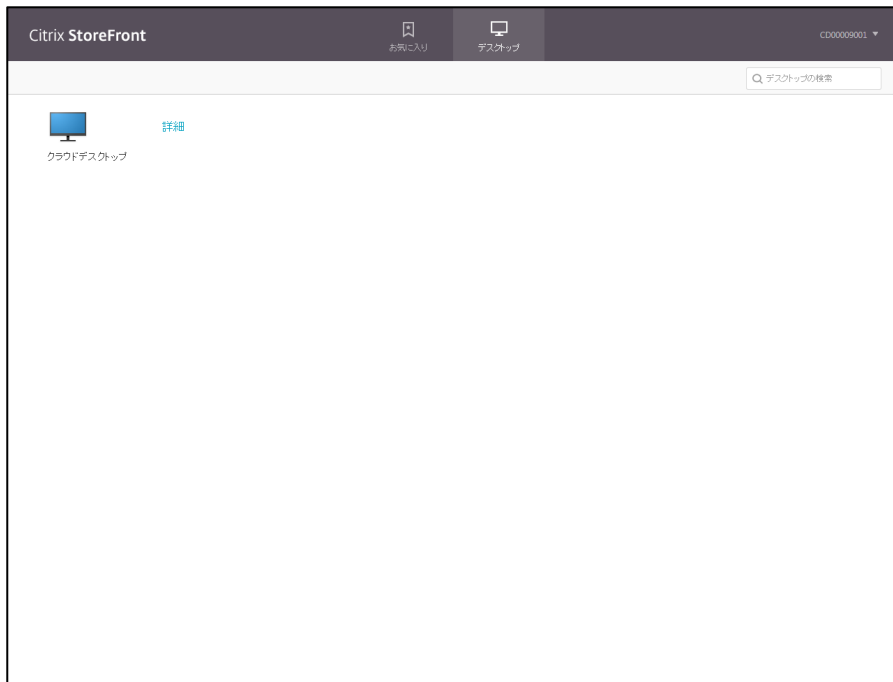 Citrix StoreFront
お気に入り
デスクトップ
CD00009001
デスクトップの検索
詳細
クラウドデスクトップ